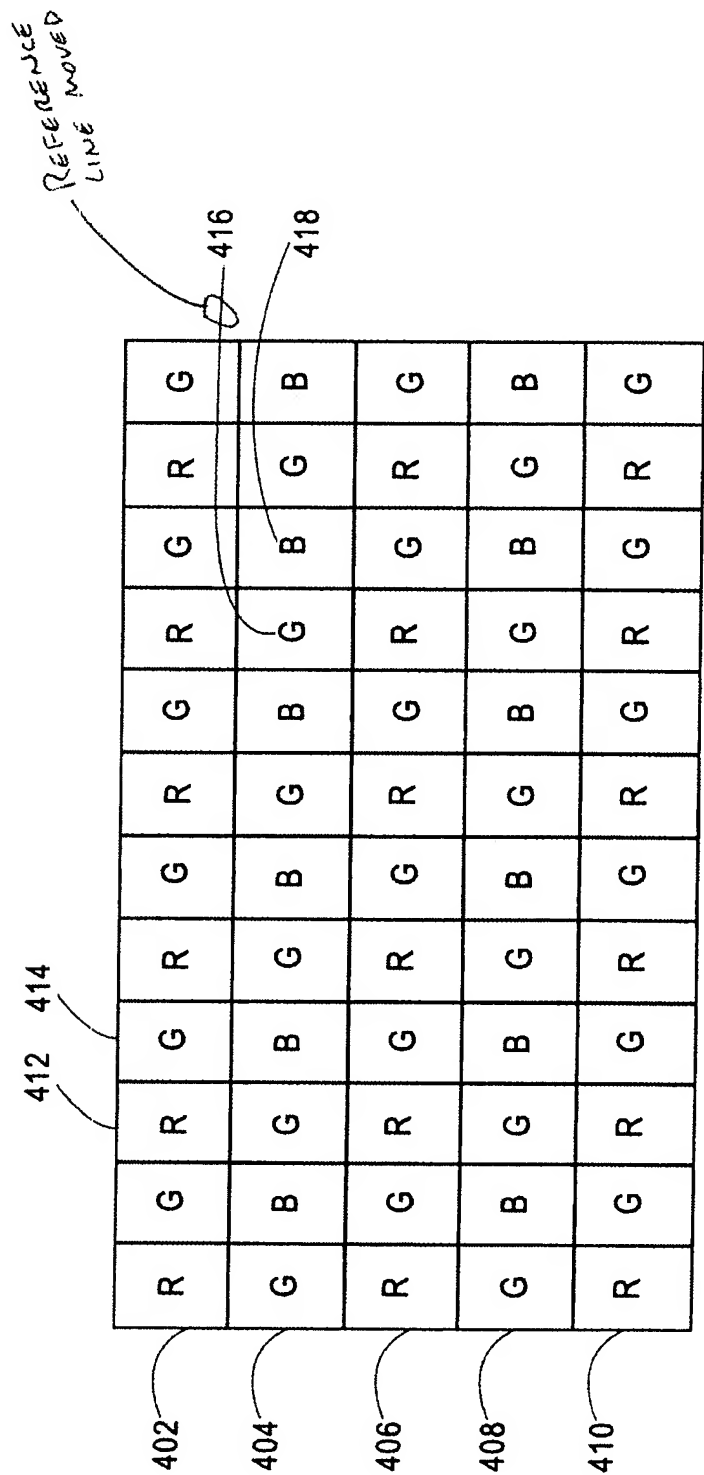 412 414
REFERENCE
LINE MOVED
402 R G R G R G R G R G R G
416
404 G B G B G B G B G B G B
418
406 R G R G R G R G R G R G
408 G B G B G B G B G B G B
410 R G R G R G R G R G R G